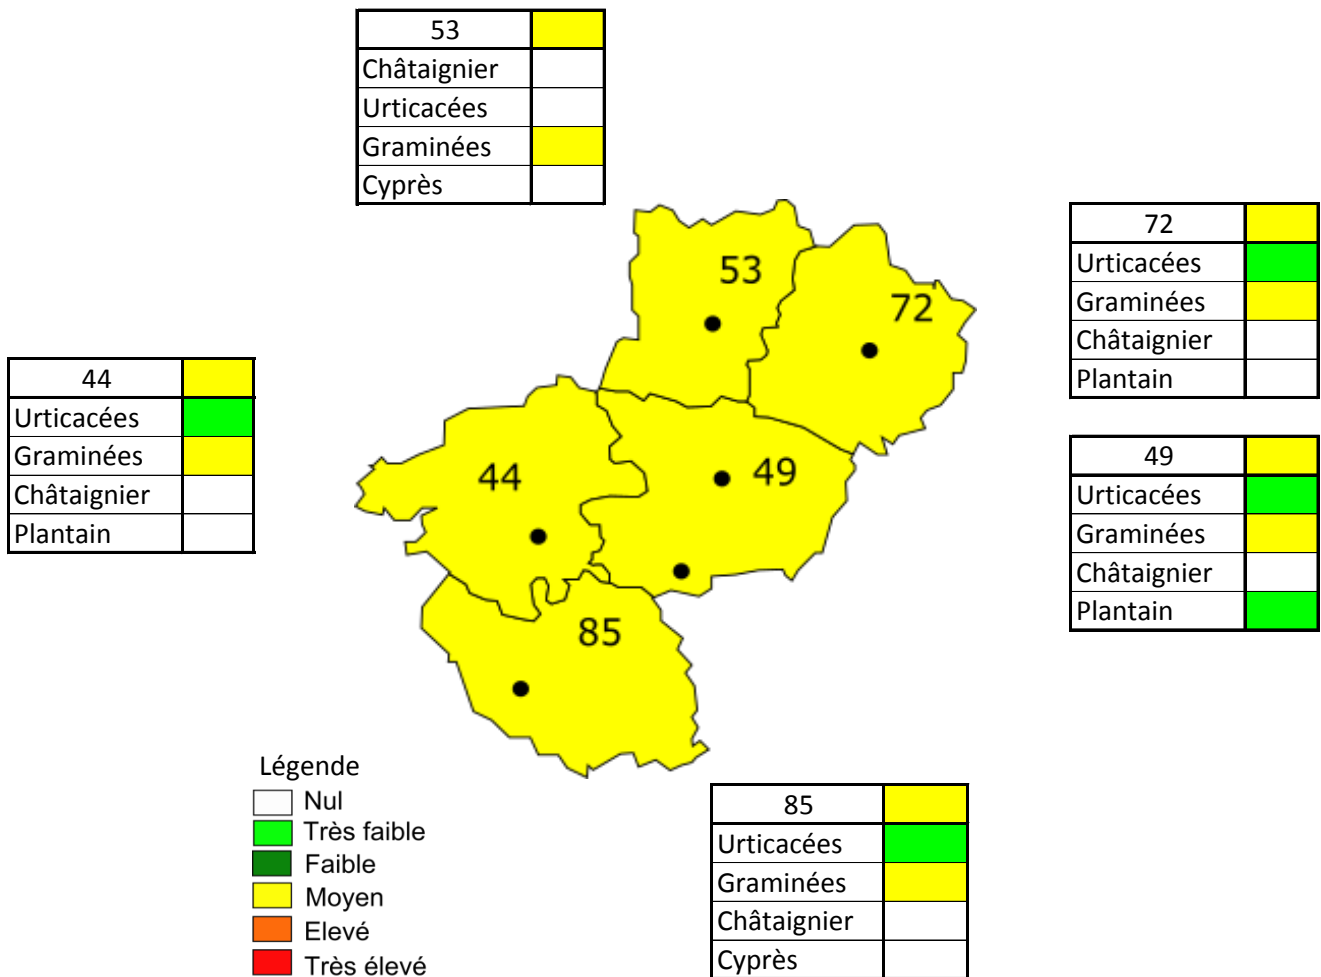 53
Châtaignier
Urticacées
Graminées
Cyprès
53
72
72
Urticacées
Graminées
Châtaignier
Plantain
44
Urticacées
Graminées
Châtaignier
Plantain
44
49
49
Urticacées
Graminées
Châtaignier
Plantain
85
Légende
Nul
Très faible
Faible
Moyen
Elevé
Très élevé
85
Urticacées
Graminées
Châtaignier
Cyprès